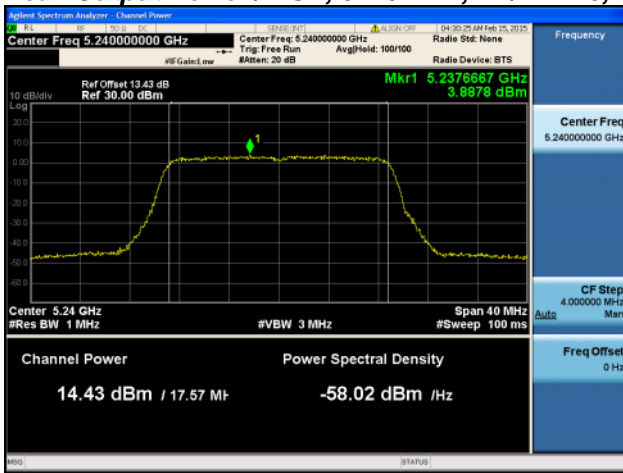 Agilent Spectrum Analyzer - Channel Power
RL RF 50 Ω DC SENSE:INT ALIGN OFF 04:30:25 AM Feb 15, 2015
Center Freq 5.240000000 GHz
Center Freq: 5.240000000 GHz
Radio Std: None
Trig: Free Run Avg|Hold: 100/100
#IFGain:Low #Atten: 20 dB Radio Device: BTS
Frequency
Ref Offset 13.43 dB
10 dB/div Ref 30.00 dBm
Log
Mkr1 5.2376667 GHz
3.8878 dBm
20.0
10.0
0.00
-10.0
-20.0
-30.0
-40.0
-50.0
-60.0
1
Center Freq
5.240000000 GHz
Center 5.24 GHz Span 40 MHz
#Res BW 1 MHz #VBW 3 MHz #Sweep 100 ms
CF Step
4.000000 MHz
Auto Man
Channel Power Power Spectral Density
14.43 dBm / 17.57 MH -58.02 dBm /Hz
Freq Offset
0 Hz
MSG STATUS